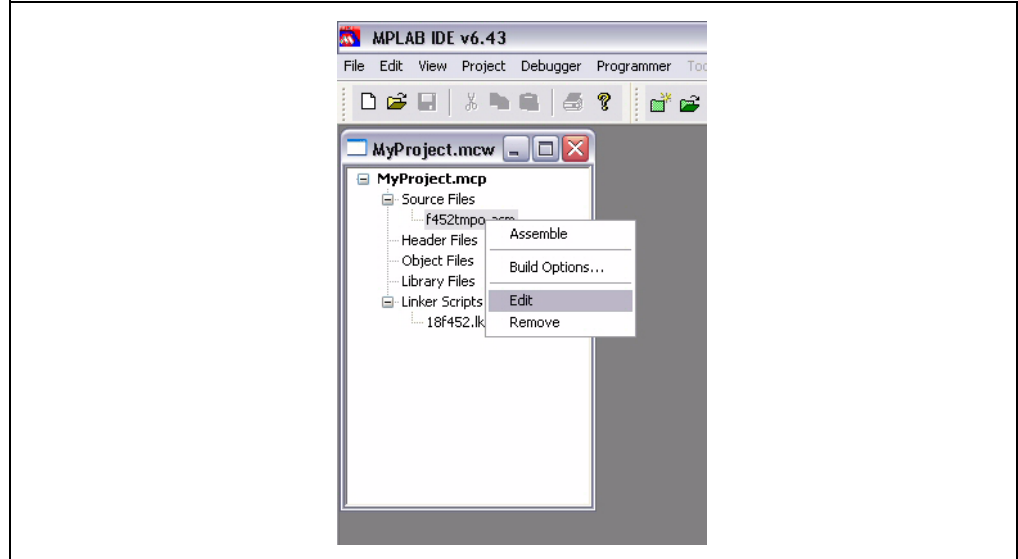 MPLAB IDE v6.43
File Edit View Project Debugger Programmer
MyProject.mcw
MyProject.mcp
Source Files
Assemble
Header Files
Object Files
Build Options...
Library Files
Linker Scripts
Edit
Remove